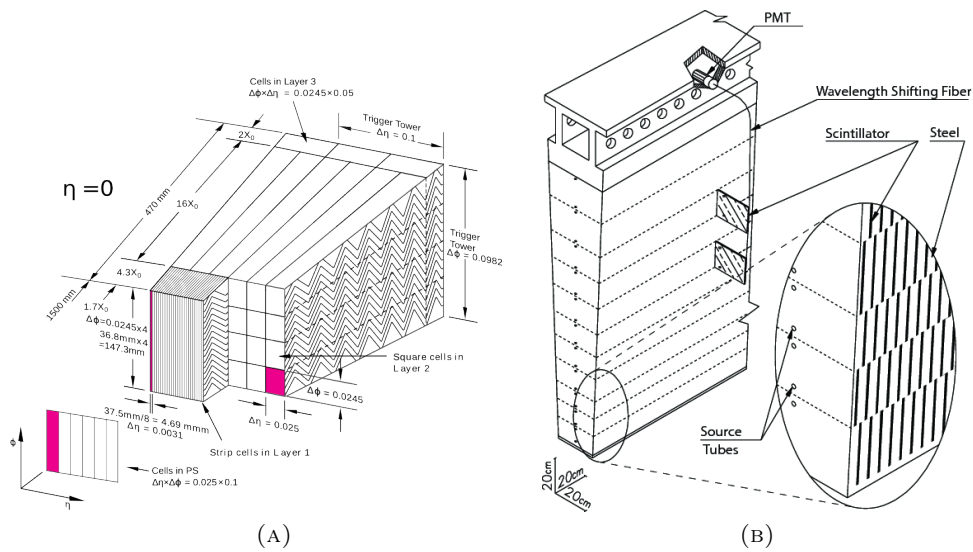 Cells in Layer 3
Δϕ×Δη = 0.0245×0.05
Trigger Tower
Δη = 0.1
2X₀
η = 0
470 mm
16X₀
Trigger
Tower
Δϕ = 0.0982
4.3X₀
1500 mm
1.7X₀
Δϕ=0.0245x4
36.8mmx4
=147.3mm
Square cells in
Layer 2
Δϕ = 0.0245
37.5mm/8 = 4.69 mmm
Δη = 0.0031
Δη = 0.025
Strip cells in Layer 1
ϕ
Cells in PS
Δη×Δϕ = 0.025×0.1
η
(A)
PMT
Wavelength Shifting Fiber
Scintillator
Steel
Source
Tubes
20cm
20cm
20cm
(B)